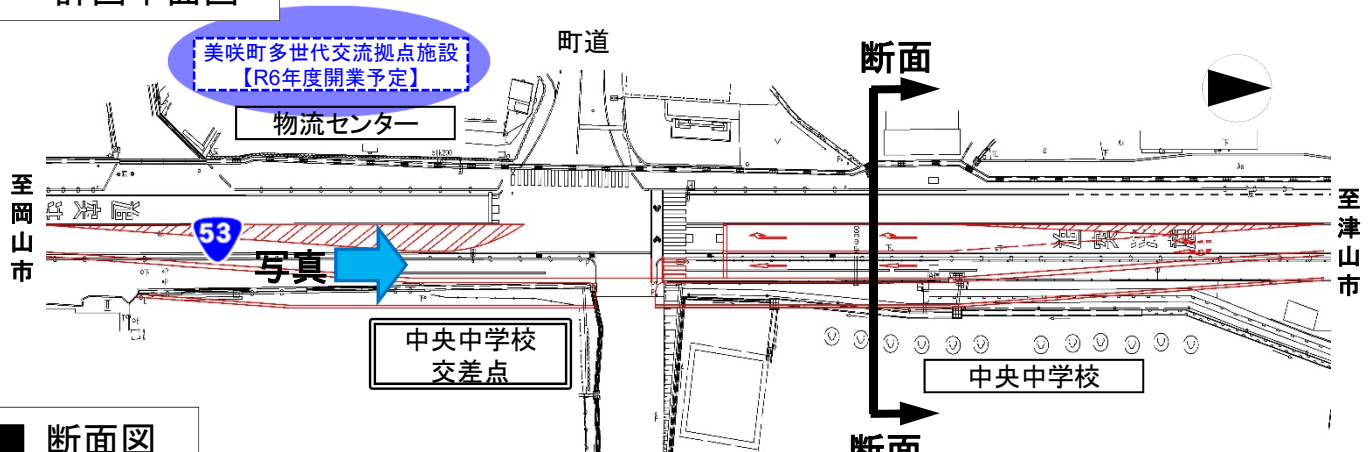 計画平面図
美咲町多世代交流拠点施設
【R6年度開業予定】
町道
断面
物流センター
至岡山市
至津山市
53
写真
中央中学校
交差点
中央中学校
■ 断面図
断面